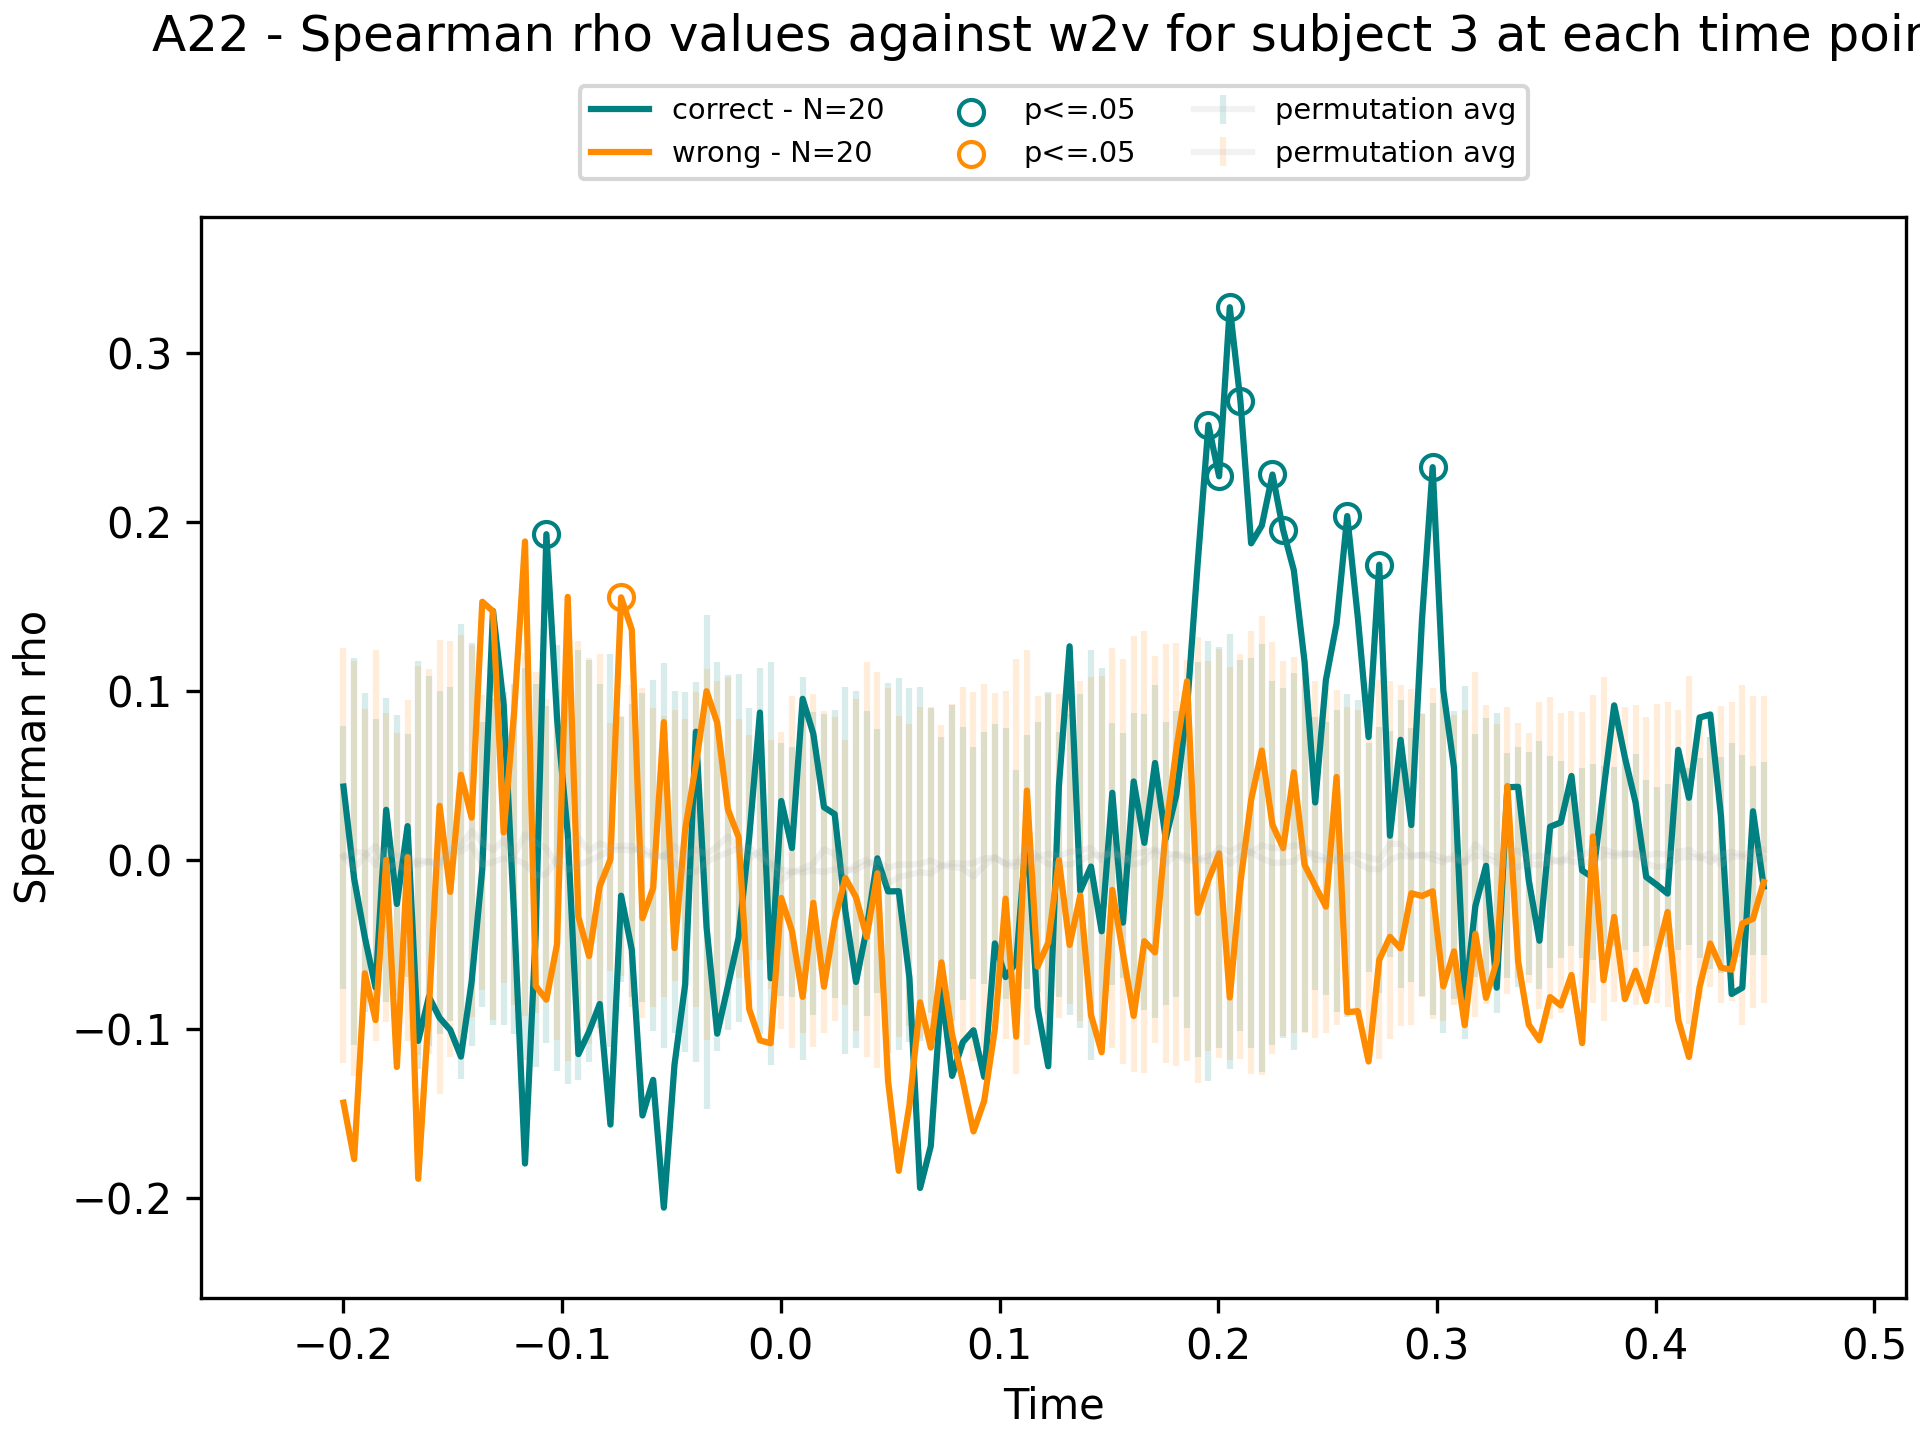 A22 - Spearman rho values against w2v for subject 3 at each time poin
correct - N=20 p<=.05 permutation avg
wrong - N=20 p<=.05 permutation avg
Spearman rho
0.3
0.2
0.1
0.0
−0.1
−0.2
−0.2 −0.1 0.0 0.1 0.2 0.3 0.4 0.5
Time